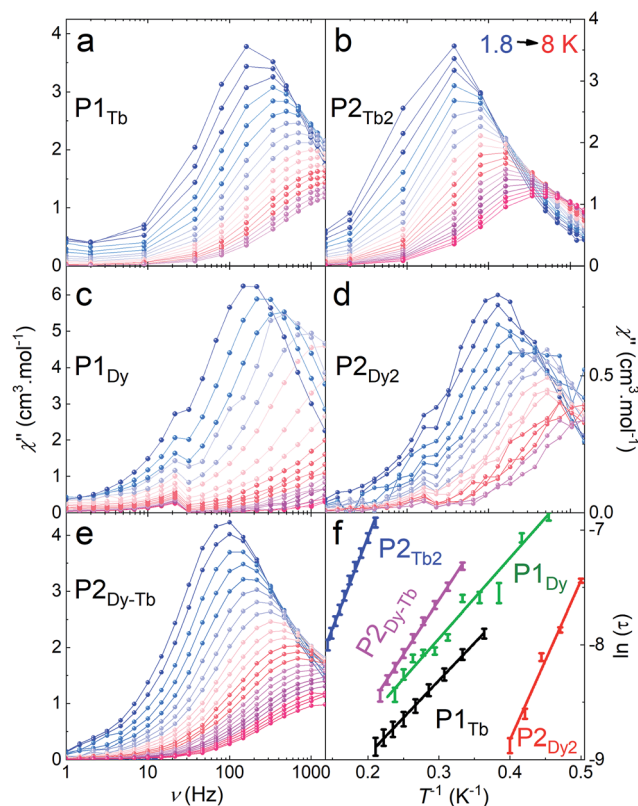 a
P1Tb
4
3
2
1
0
b
1.8 → 8 K
P2Tb2
4
3
2
1
0
c
P1Dy
6
5
4
3
2
1
0
χ'' (cm³.mol⁻¹)
d
P2Dy2
0.5
0.0
χ'' (cm³.mol⁻¹)
e
P2Dy-Tb
4
3
2
1
0
1 10 100 1000
ν (Hz)
f
P2Tb2
P2Dy-Tb
P1Dy
P1Tb
P2Dy2
-7
-8
-9
ln (τ)
0.2 0.3 0.4 0.5
T⁻¹ (K⁻¹)